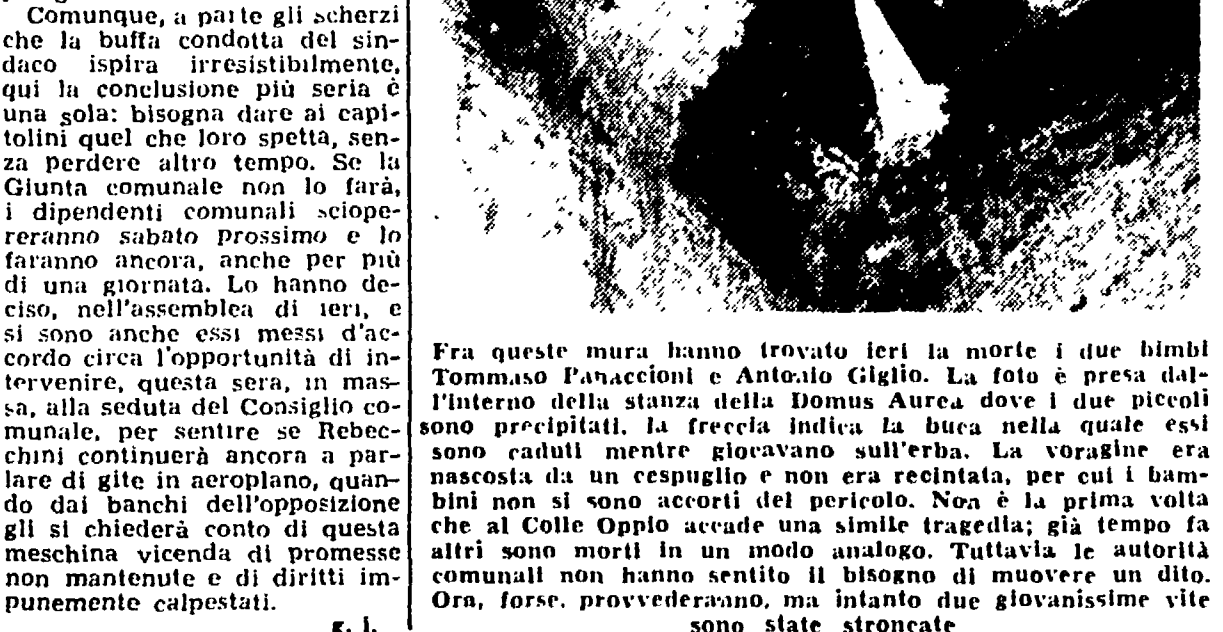 Comunque, a parte gli scherzi
che la buffa condotta del sin-
daco ispira irresistibilmente,
qui la conclusione più seria è
una sola: bisogna dare ai capi-
tolini quel che loro spetta, sen-
za perdere altro tempo. Se la
Giunta comunale non lo farà,
i dipendenti comunali sciope-
reranno sabato prossimo e lo
faranno ancora, anche per più
di una giornata. Lo hanno de-
ciso, nell'assemblea di ieri, e
si sono anche essi messi d'ac-
cordo circa l'opportunità di in-
tervenire, questa sera, in mas-
sa, alla seduta del Consiglio co-
munale, per sentire se Rebec-
chini continuerà ancora a par-
lare di gite in aeroplano, quan-
do dai banchi dell'opposizione
gli si chiederà conto di questa
meschina vicenda di promesse
non mantenute e di diritti im-
punemente calpestati.
g. i.
Fra queste mura hanno trovato ieri la morte i due bimbi
Tommaso Panaccioni e Antonio Giglio. La foto è presa dal-
l'interno della stanza della Domus Aurea dove i due piccoli
sono precipitati. la freccia indica la buca nella quale essi
sono caduti mentre giocavano sull'erba. La voragine era
nascosta da un cespuglio e non era recintata, per cui i bam-
bini non si sono accorti del pericolo. Non è la prima volta
che al Colle Oppio accade una simile tragedia; già tempo fa
altri sono morti in un modo analogo. Tuttavia le autorità
comunali non hanno sentito il bisogno di muovere un dito.
Ora, forse, provvederanno, ma intanto due giovanissime vite
sono state stroncate